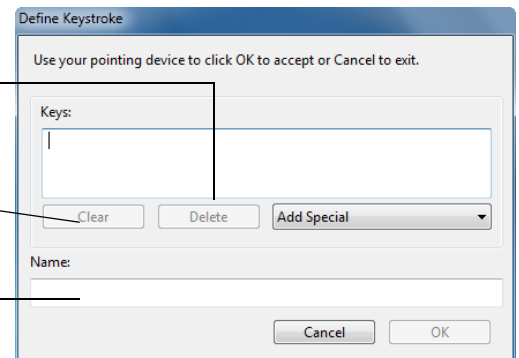 Define Keystroke
Use your pointing device to click OK to accept or Cancel to exit.
Keys:
Clear Delete Add Special
Name:
Cancel OK